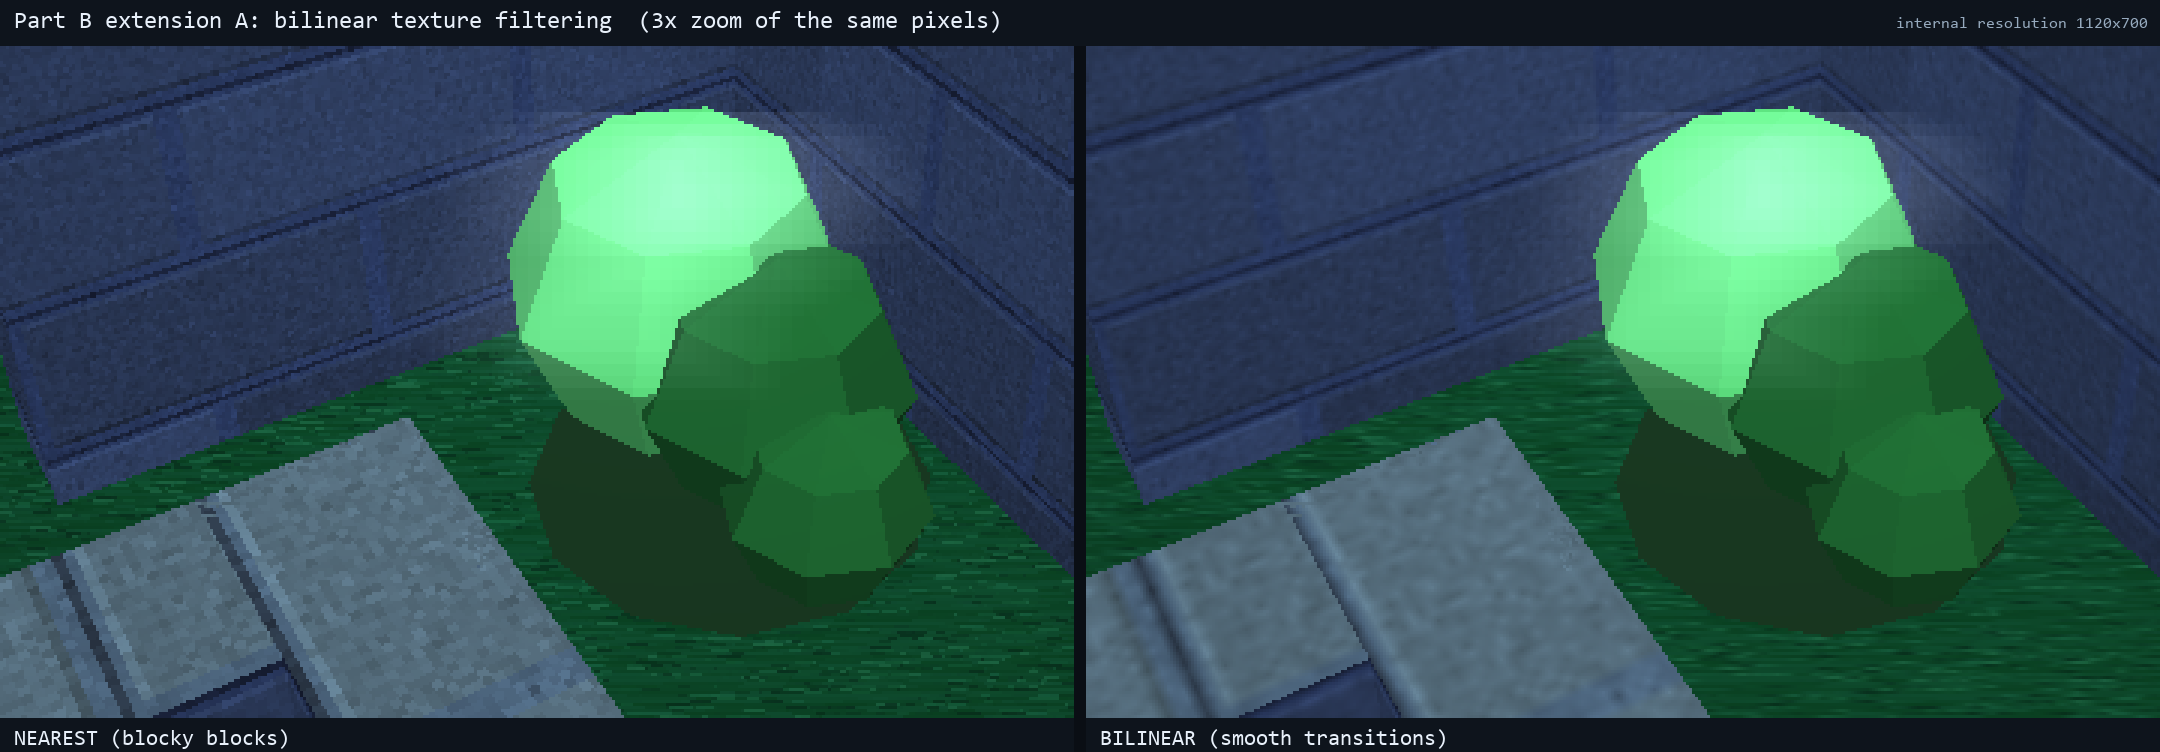 Part B extension A: bilinear texture filtering  (3x zoom of the same pixels)
internal resolution 1120x700
NEAREST (blocky blocks)
BILINEAR (smooth transitions)